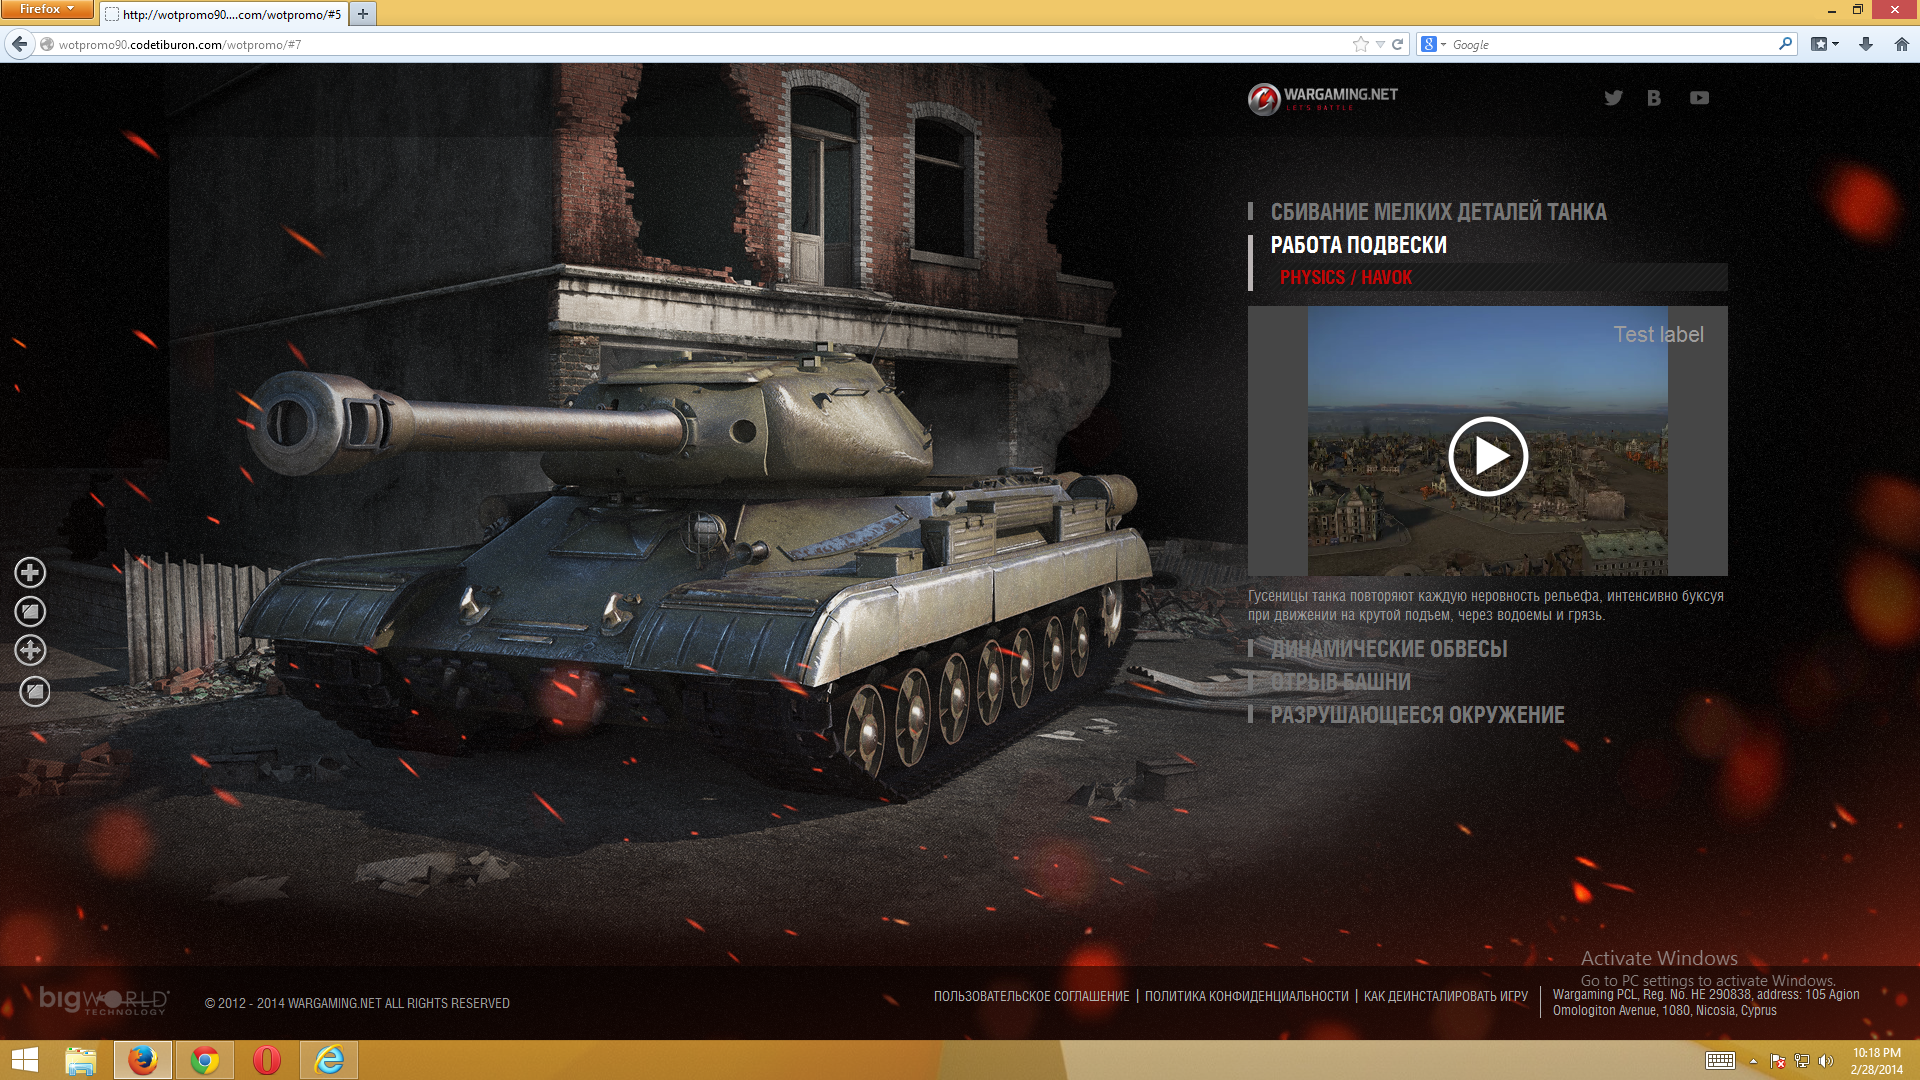 Firefox
http://wotpromo90....com/wotpromo/#5
wotpromo90.codetiburon.com/wotpromo/#7
Google
WARGAMING.NET
LET'S BATTLE
СБИВАНИЕ МЕЛКИХ ДЕТАЛЕЙ ТАНКА
РАБОТА ПОДВЕСКИ
PHYSICS / HAVOK
Test label
Гусеницы танка повторяют каждую неровность рельефа, интенсивно буксуя
при движении на крутой подъем, через водоемы и грязь.
ДИНАМИЧЕСКИЕ ОБВЕСЫ
ОТРЫВ БАШНИ
РАЗРУШАЮЩЕЕСЯ ОКРУЖЕНИЕ
Activate Windows
Go to PC settings to activate Windows.
bigWORLD
TECHNOLOGY
© 2012 - 2014 WARGAMING.NET ALL RIGHTS RESERVED
ПОЛЬЗОВАТЕЛЬСКОЕ СОГЛАШЕНИЕ | ПОЛИТИКА КОНФИДЕНЦИАЛЬНОСТИ | КАК ДЕИНСТАЛИРОВАТЬ ИГРУ
Wargaming PCL, Reg. No. HE 290838, address: 105 Agion
Omologiton Avenue, 1080, Nicosia, Cyprus
10:18 PM
2/28/2014